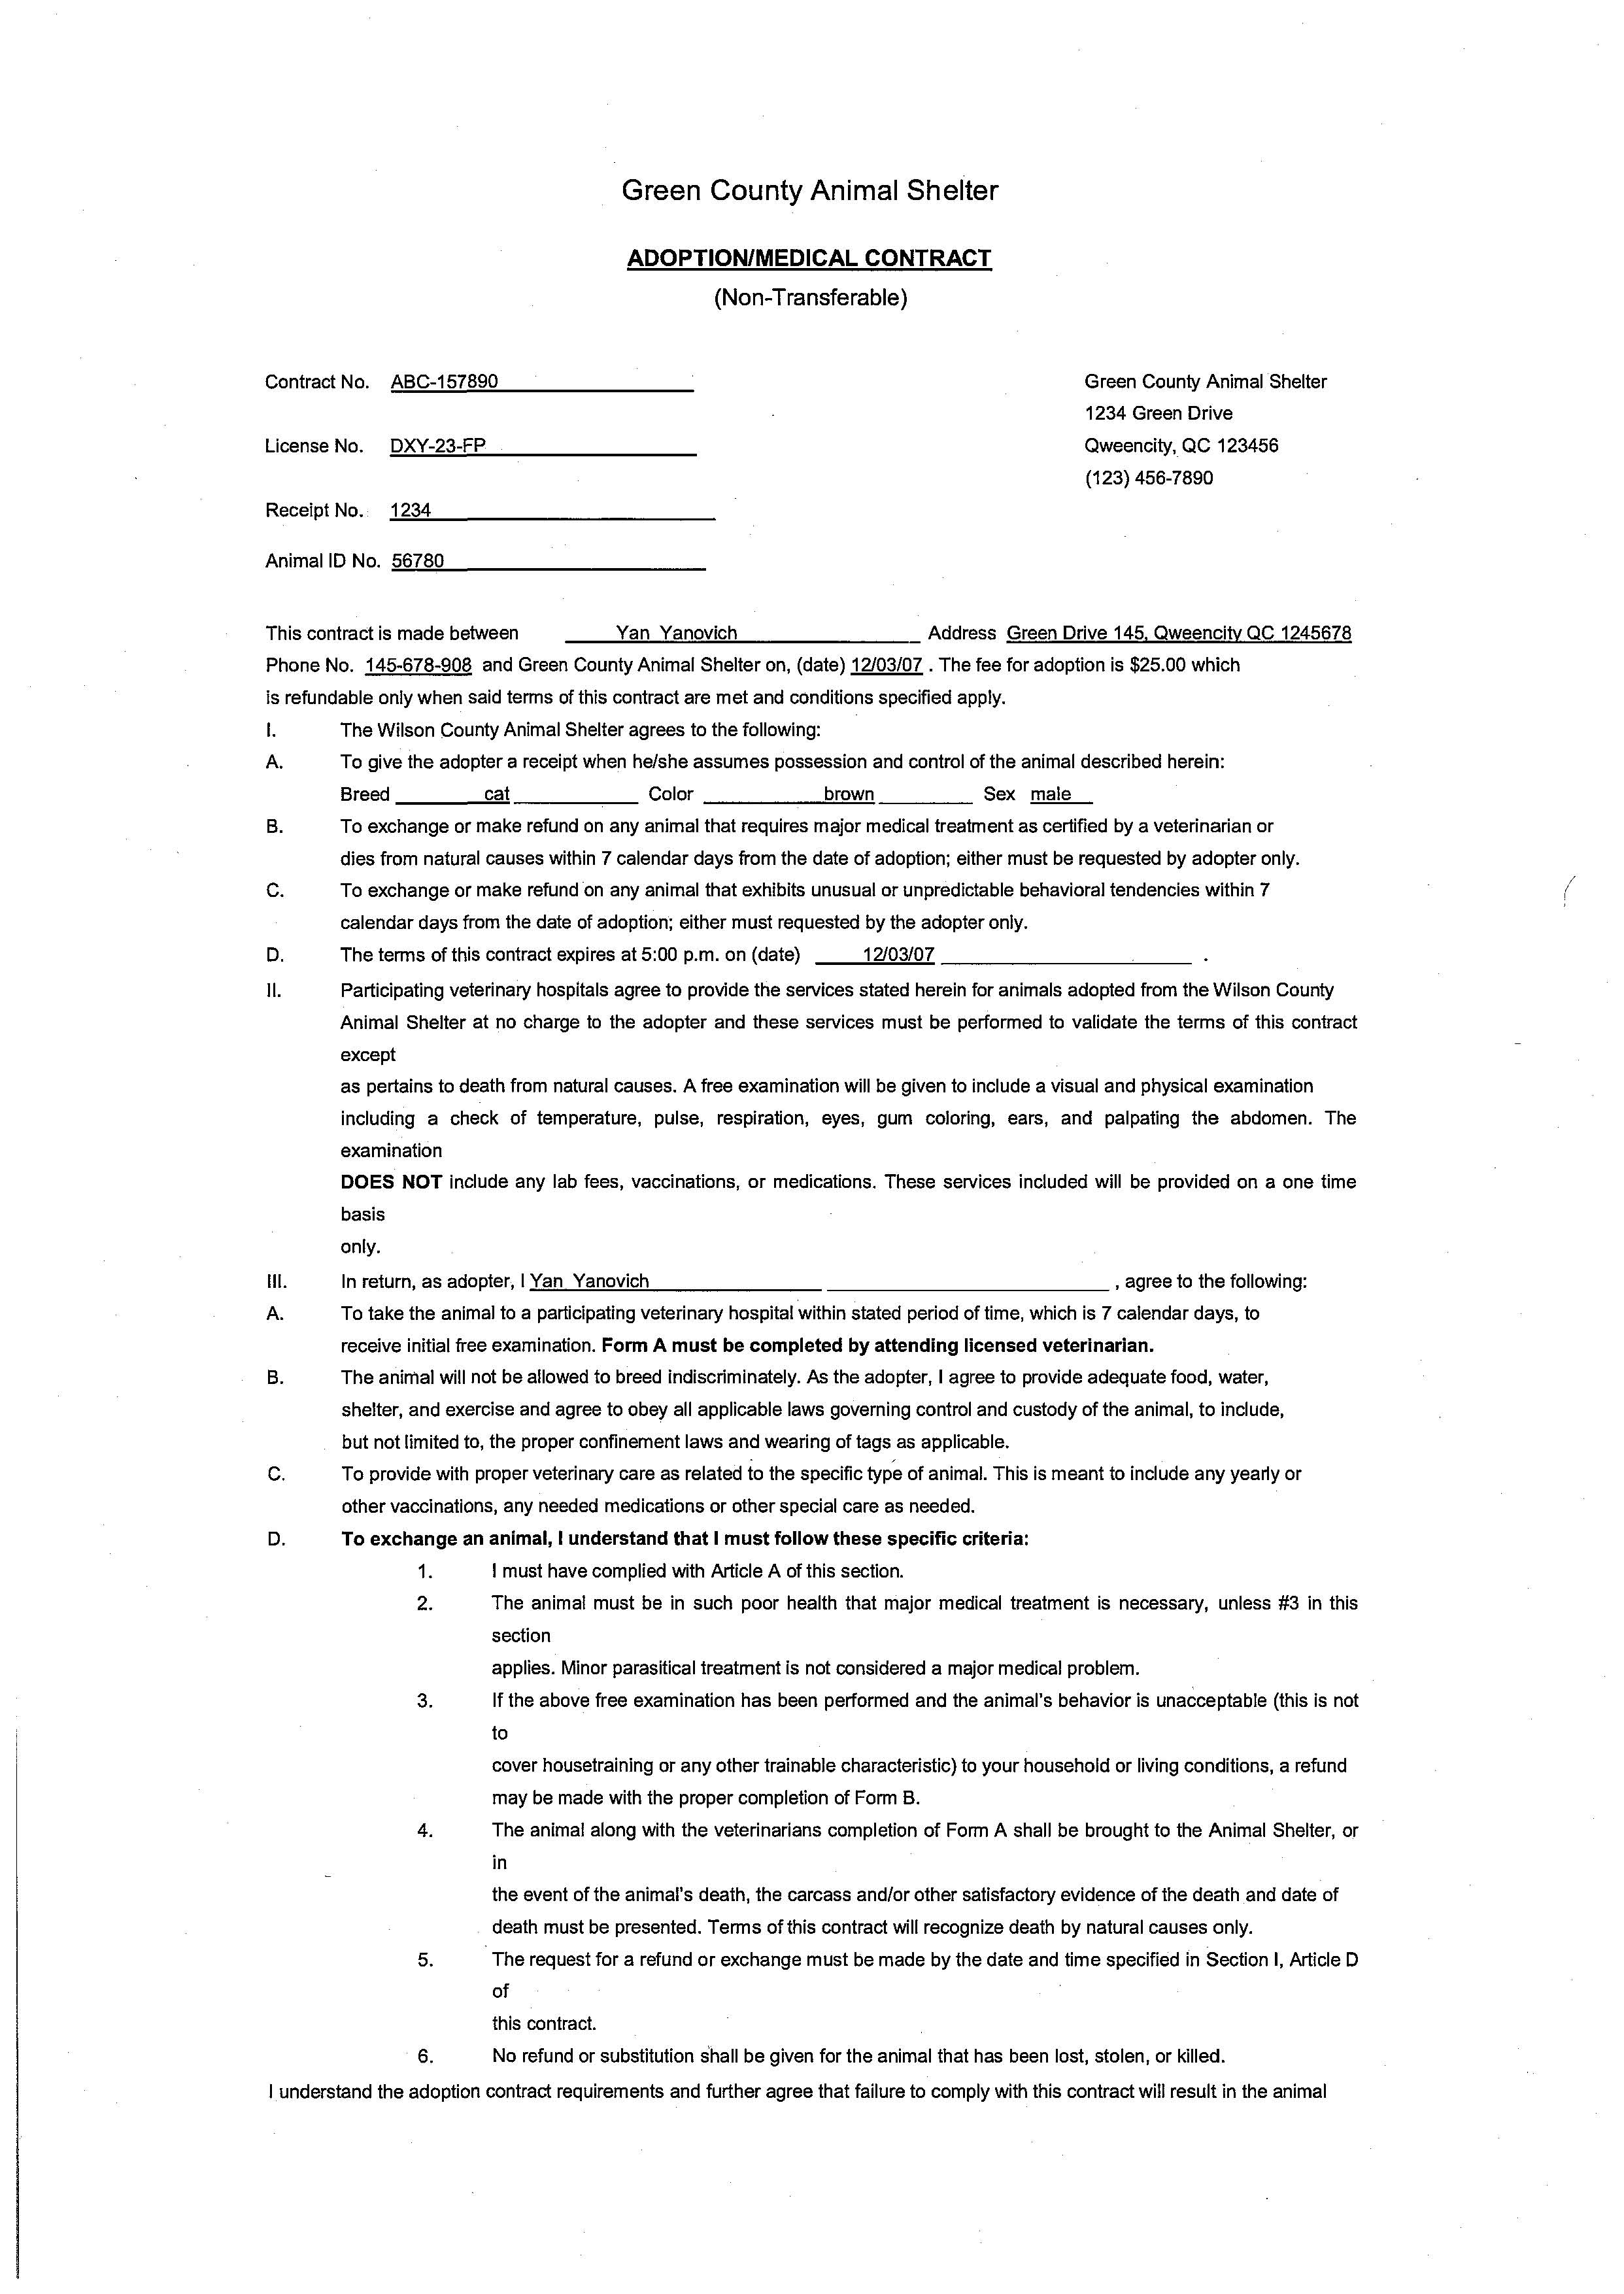 Green County Animal Shelter
ADOPTION/MEDICAL CONTRACT
(Non-Transferable)
Contract No. ABC-157890
Green County Animal Shelter
1234 Green Drive
License No. DXY-23-FP
Qweencity, QC 123456
(123) 456-7890
Receipt No. 1234
Animal ID No. 56780
This contract is made between Yan Yanovich Address Green Drive 145, Qweencity QC 1245678
Phone No. 145-678-908 and Green County Animal Shelter on, (date) 12/03/07 . The fee for adoption is $25.00 which
is refundable only when said terms of this contract are met and conditions specified apply.
I. The Wilson County Animal Shelter agrees to the following:
A. To give the adopter a receipt when he/she assumes possession and control of the animal described herein:
Breed cat Color brown Sex male
B. To exchange or make refund on any animal that requires major medical treatment as certified by a veterinarian or
dies from natural causes within 7 calendar days from the date of adoption; either must be requested by adopter only.
C. To exchange or make refund on any animal that exhibits unusual or unpredictable behavioral tendencies within 7
calendar days from the date of adoption; either must requested by the adopter only.
D. The terms of this contract expires at 5:00 p.m. on (date) 12/03/07 .
II. Participating veterinary hospitals agree to provide the services stated herein for animals adopted from the Wilson County
Animal Shelter at no charge to the adopter and these services must be performed to validate the terms of this contract
except
as pertains to death from natural causes. A free examination will be given to include a visual and physical examination
including a check of temperature, pulse, respiration, eyes, gum coloring, ears, and palpating the abdomen. The
examination
DOES NOT include any lab fees, vaccinations, or medications. These services included will be provided on a one time
basis
only.
III. In return, as adopter, I Yan Yanovich , agree to the following:
A. To take the animal to a participating veterinary hospital within stated period of time, which is 7 calendar days, to
receive initial free examination. Form A must be completed by attending licensed veterinarian.
B. The animal will not be allowed to breed indiscriminately. As the adopter, I agree to provide adequate food, water,
shelter, and exercise and agree to obey all applicable laws governing control and custody of the animal, to include,
but not limited to, the proper confinement laws and wearing of tags as applicable.
C. To provide with proper veterinary care as related to the specific type of animal. This is meant to include any yearly or
other vaccinations, any needed medications or other special care as needed.
D. To exchange an animal, I understand that I must follow these specific criteria:
1. I must have complied with Article A of this section.
2. The animal must be in such poor health that major medical treatment is necessary, unless #3 in this
section
applies. Minor parasitical treatment is not considered a major medical problem.
3. If the above free examination has been performed and the animal's behavior is unacceptable (this is not
to
cover housetraining or any other trainable characteristic) to your household or living conditions, a refund
may be made with the proper completion of Form B.
4. The animal along with the veterinarians completion of Form A shall be brought to the Animal Shelter, or
in
the event of the animal's death, the carcass and/or other satisfactory evidence of the death and date of
death must be presented. Terms of this contract will recognize death by natural causes only.
5. The request for a refund or exchange must be made by the date and time specified in Section I, Article D
of
this contract.
6. No refund or substitution shall be given for the animal that has been lost, stolen, or killed.
I understand the adoption contract requirements and further agree that failure to comply with this contract will result in the animal